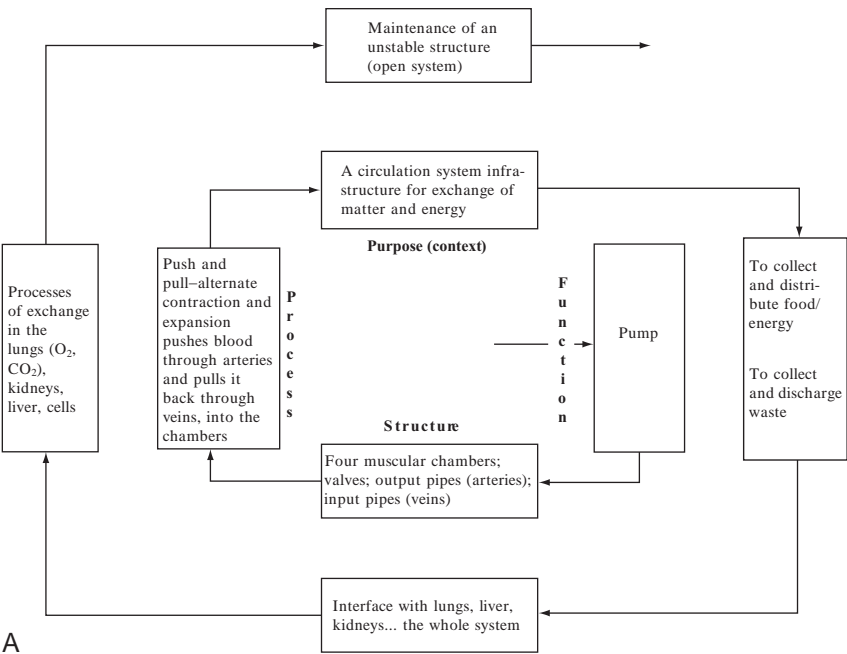 Maintenance of an
unstable structure
(open system)
A circulation system infra-
structure for exchange of
matter and energy
Purpose (context)
Processes
of exchange
in the
lungs (O₂,
CO₂),
kidneys,
liver, cells
Push and
pull–alternate
contraction and
expansion
pushes blood
through arteries
and pulls it
back through
veins, into the
chambers
Process
Function
Pump
To collect
and distri-
bute food/
energy
To collect
and discharge
waste
Structure
Four muscular chambers;
valves; output pipes (arteries);
input pipes (veins)
Interface with lungs, liver,
kidneys... the whole system
A